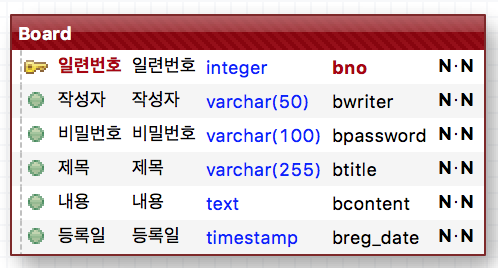 Board
일련번호 일련번호 integer bno N·N
작성자 작성자 varchar(50) bwriter N·N
비밀번호 비밀번호 varchar(100) bpassword N·N
제목 제목 varchar(255) btitle N·N
내용 내용 text bcontent N·N
등록일 등록일 timestamp breg_date N·N